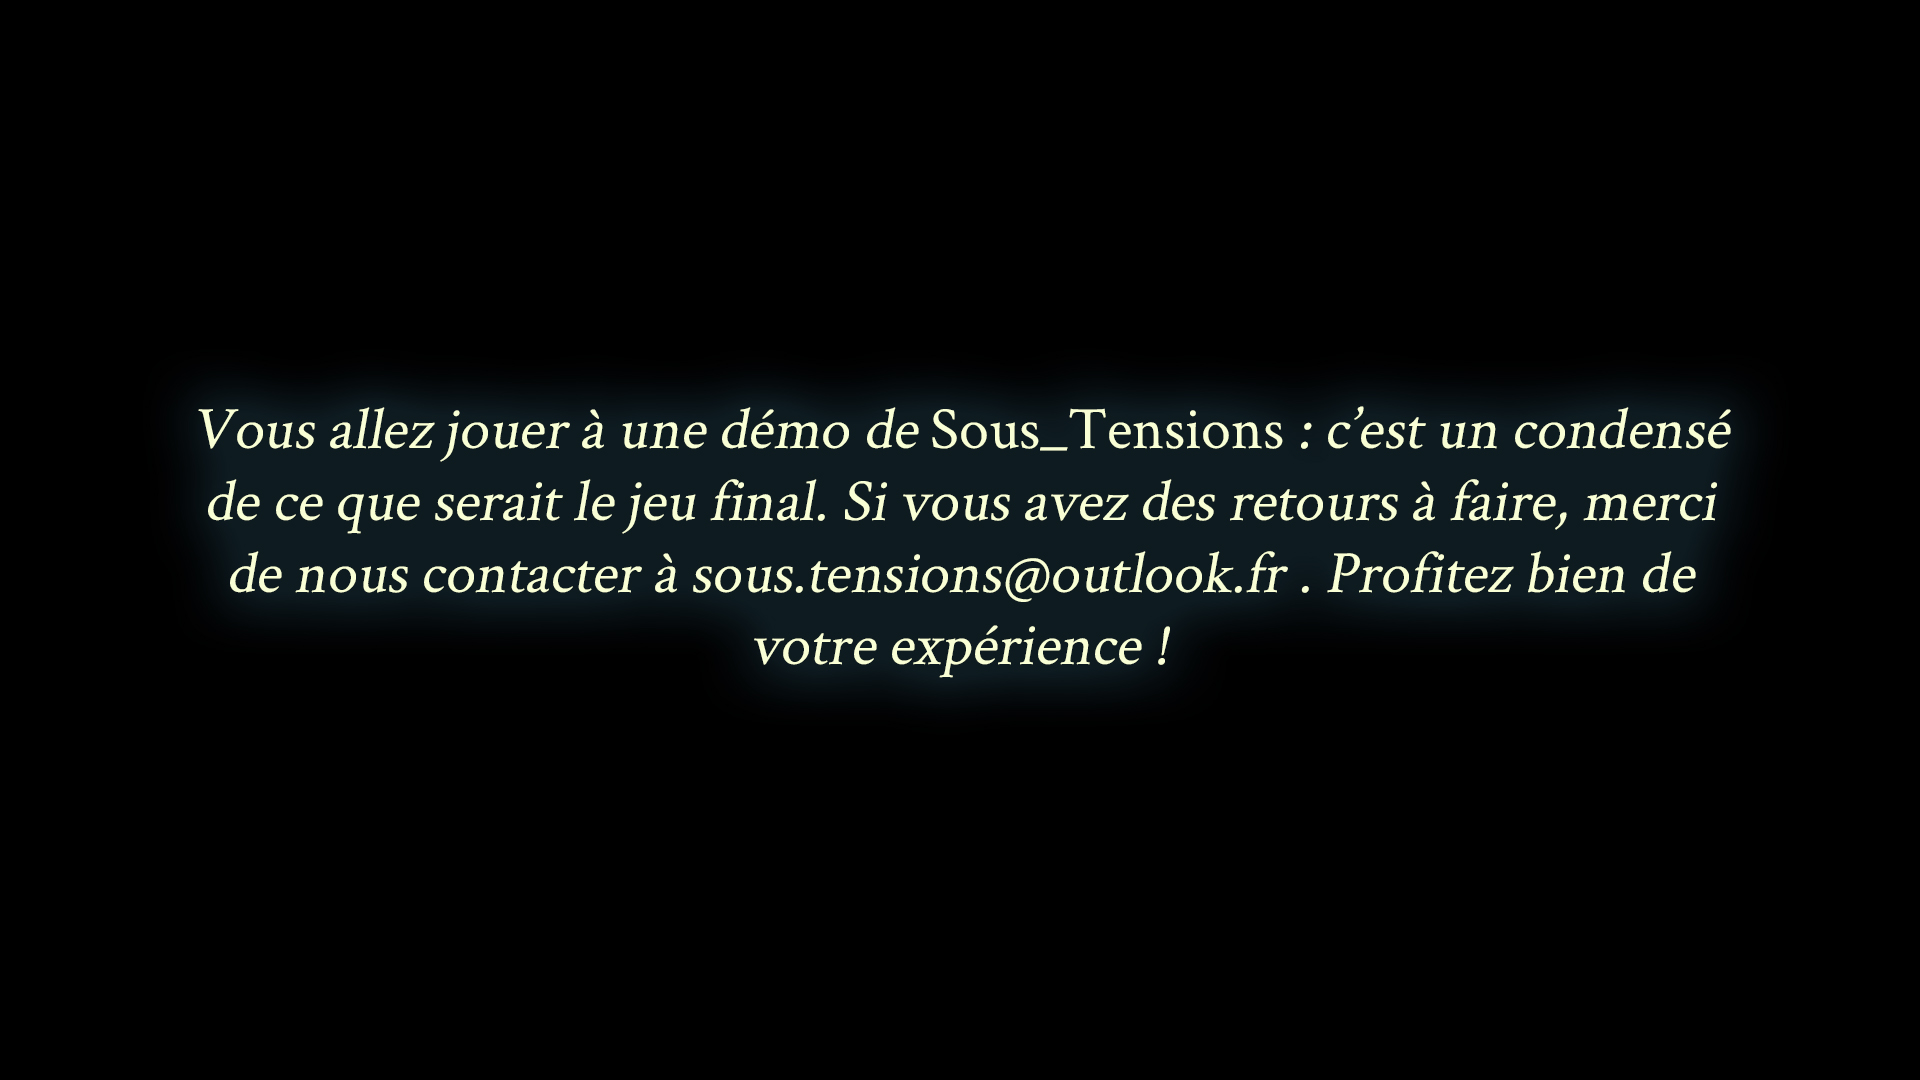 Vous allez jouer à une démo de Sous_Tensions : c’est un condensé
de ce que serait le jeu final. Si vous avez des retours à faire, merci
de nous contacter à sous.tensions@outlook.fr . Profitez bien de
votre expérience !